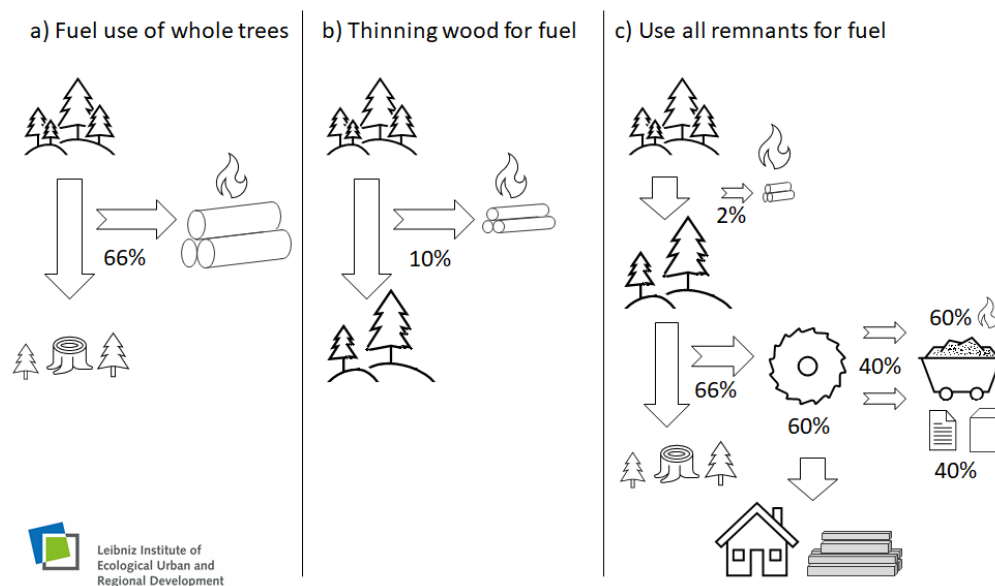 a) Fuel use of whole trees
66%
b) Thinning wood for fuel
10%
c) Use all remnants for fuel
2%
66%
60%
40%
60%
40%
Leibniz Institute of
Ecological Urban and
Regional Development